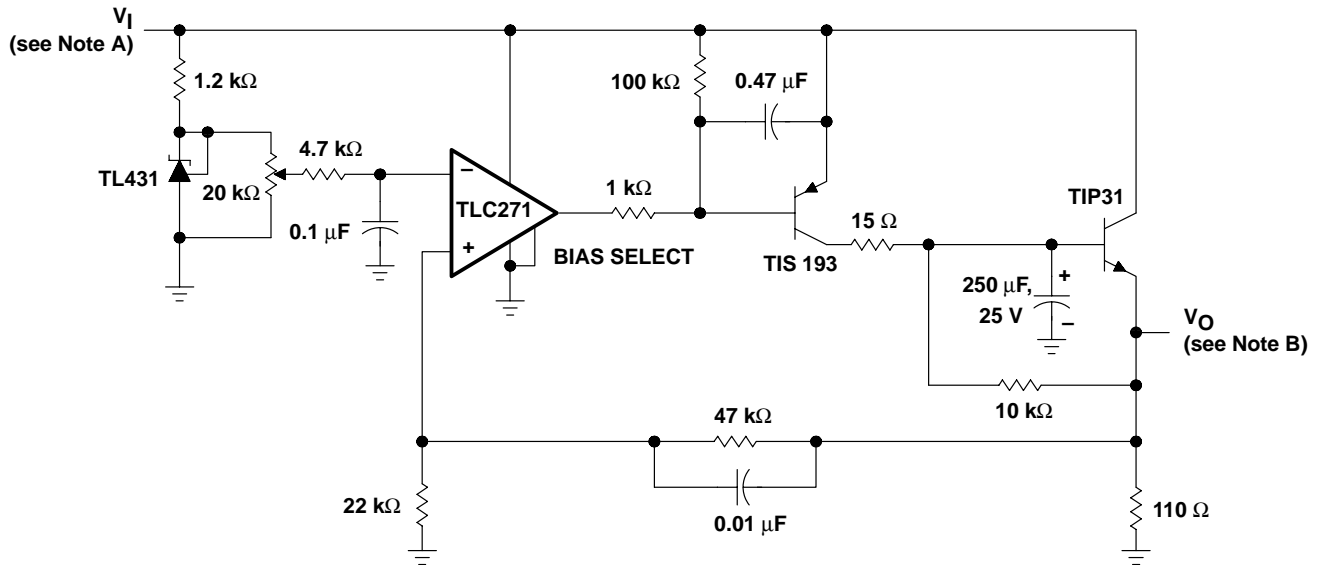 VI
(see Note A)
1.2 kΩ
TL431
20 kΩ
4.7 kΩ
0.1 µF
−
TLC271
+
BIAS SELECT
1 kΩ
100 kΩ
0.47 µF
TIS 193
15 Ω
TIP31
250 µF,
25 V
+
−
VO
(see Note B)
10 kΩ
47 kΩ
0.01 µF
22 kΩ
110 Ω